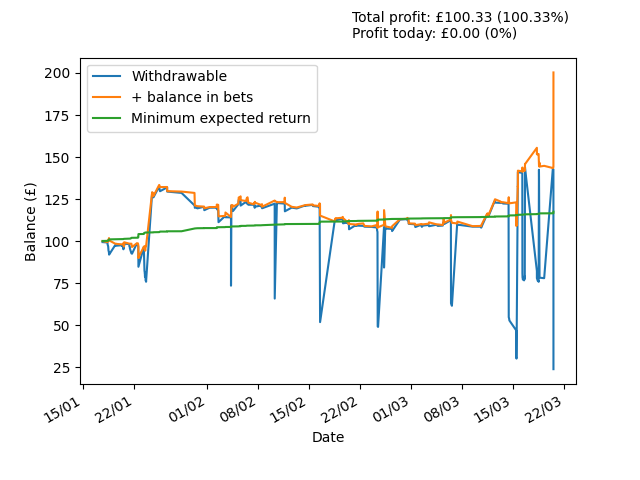 Total profit: £100.33 (100.33%)
Profit today: £0.00 (0%)
Withdrawable
+ balance in bets
Minimum expected return
200
175
150
125
100
75
50
25
Balance (£)
15/01 22/01 01/02 08/02 15/02 22/02 01/03 08/03 15/03 22/03
Date